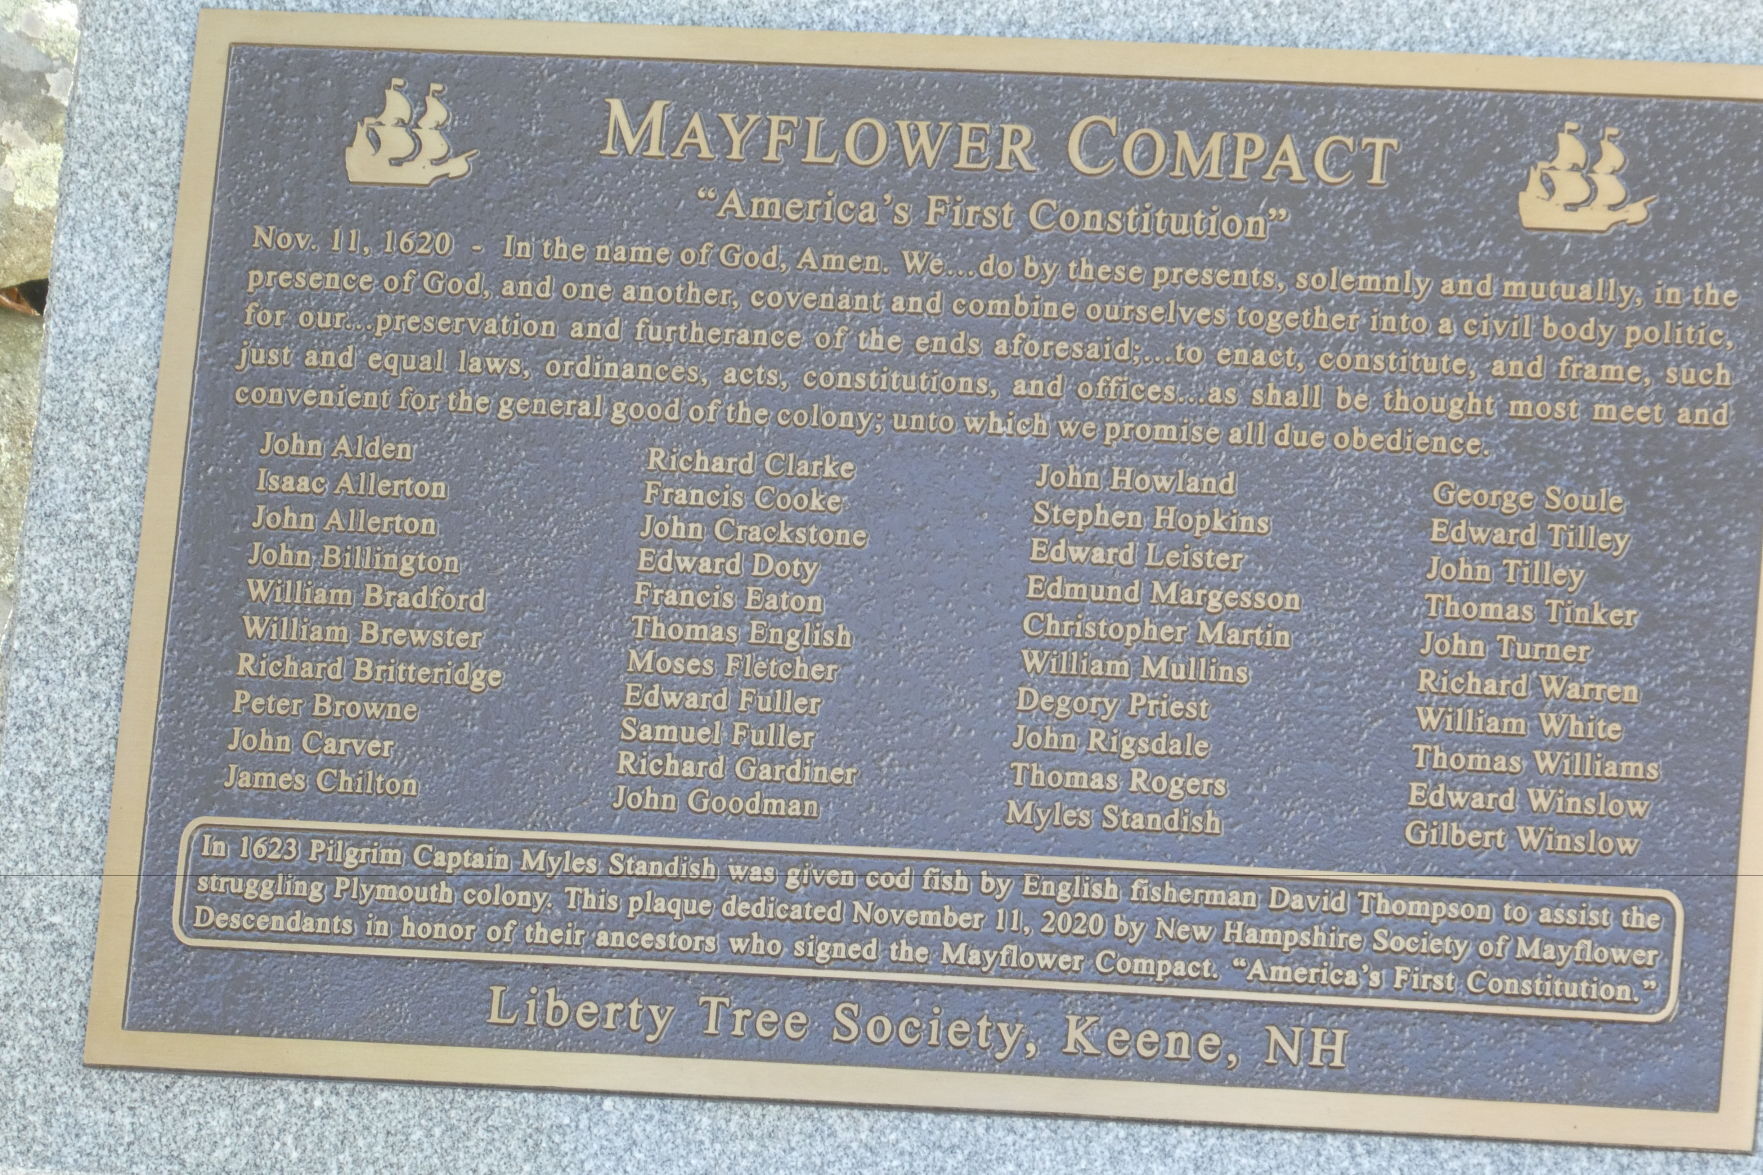 MAYFLOWER COMPACT
“America’s First Constitution”
Nov. 11, 1620 - In the name of God, Amen. We...do by these presents, solemnly and mutually, in the
presence of God, and one another, covenant and combine ourselves together into a civil body politic,
for our...preservation and furtherance of the ends aforesaid;...to enact, constitute, and frame, such
just and equal laws, ordinances, acts, constitutions, and offices...as shall be thought most meet and
convenient for the general good of the colony; unto which we promise all due obedience.
John Alden
Isaac Allerton
John Allerton
John Billington
William Bradford
William Brewster
Richard Britteridge
Peter Browne
John Carver
James Chilton
Richard Clarke
Francis Cooke
John Crackstone
Edward Doty
Francis Eaton
Thomas English
Moses Fletcher
Edward Fuller
Samuel Fuller
Richard Gardiner
John Goodman
John Howland
Stephen Hopkins
Edward Leister
Edmund Margesson
Christopher Martin
William Mullins
Degory Priest
John Rigsdale
Thomas Rogers
Myles Standish
George Soule
Edward Tilley
John Tilley
Thomas Tinker
John Turner
Richard Warren
William White
Thomas Williams
Edward Winslow
Gilbert Winslow
In 1623 Pilgrim Captain Myles Standish was given cod fish by English fisherman David Thompson to assist the
struggling Plymouth colony. This plaque dedicated November 11, 2020 by New Hampshire Society of Mayflower
Descendants in honor of their ancestors who signed the Mayflower Compact. “America’s First Constitution.”
Liberty Tree Society, Keene, NH